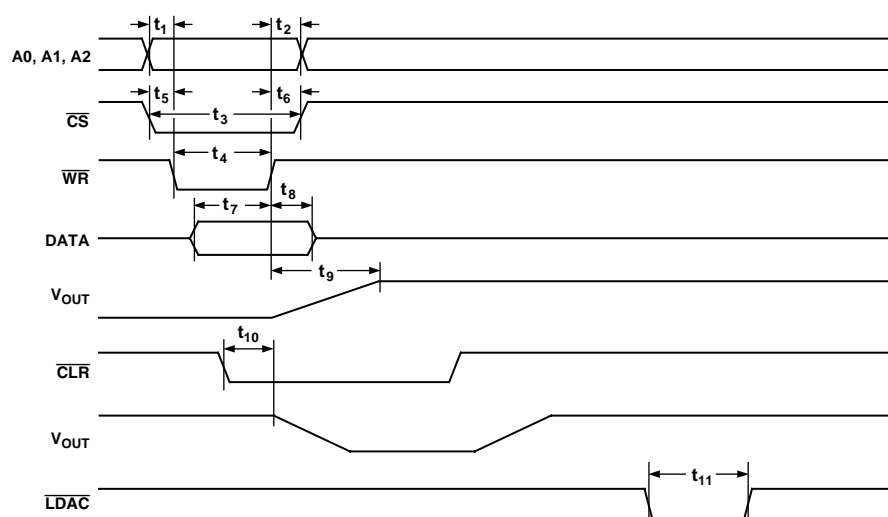 t1 t2
A0, A1, A2
t5 t6
t3
CS
t4
WR
t7 t8
DATA
t9
VOUT
t10
CLR
VOUT
t11
LDAC